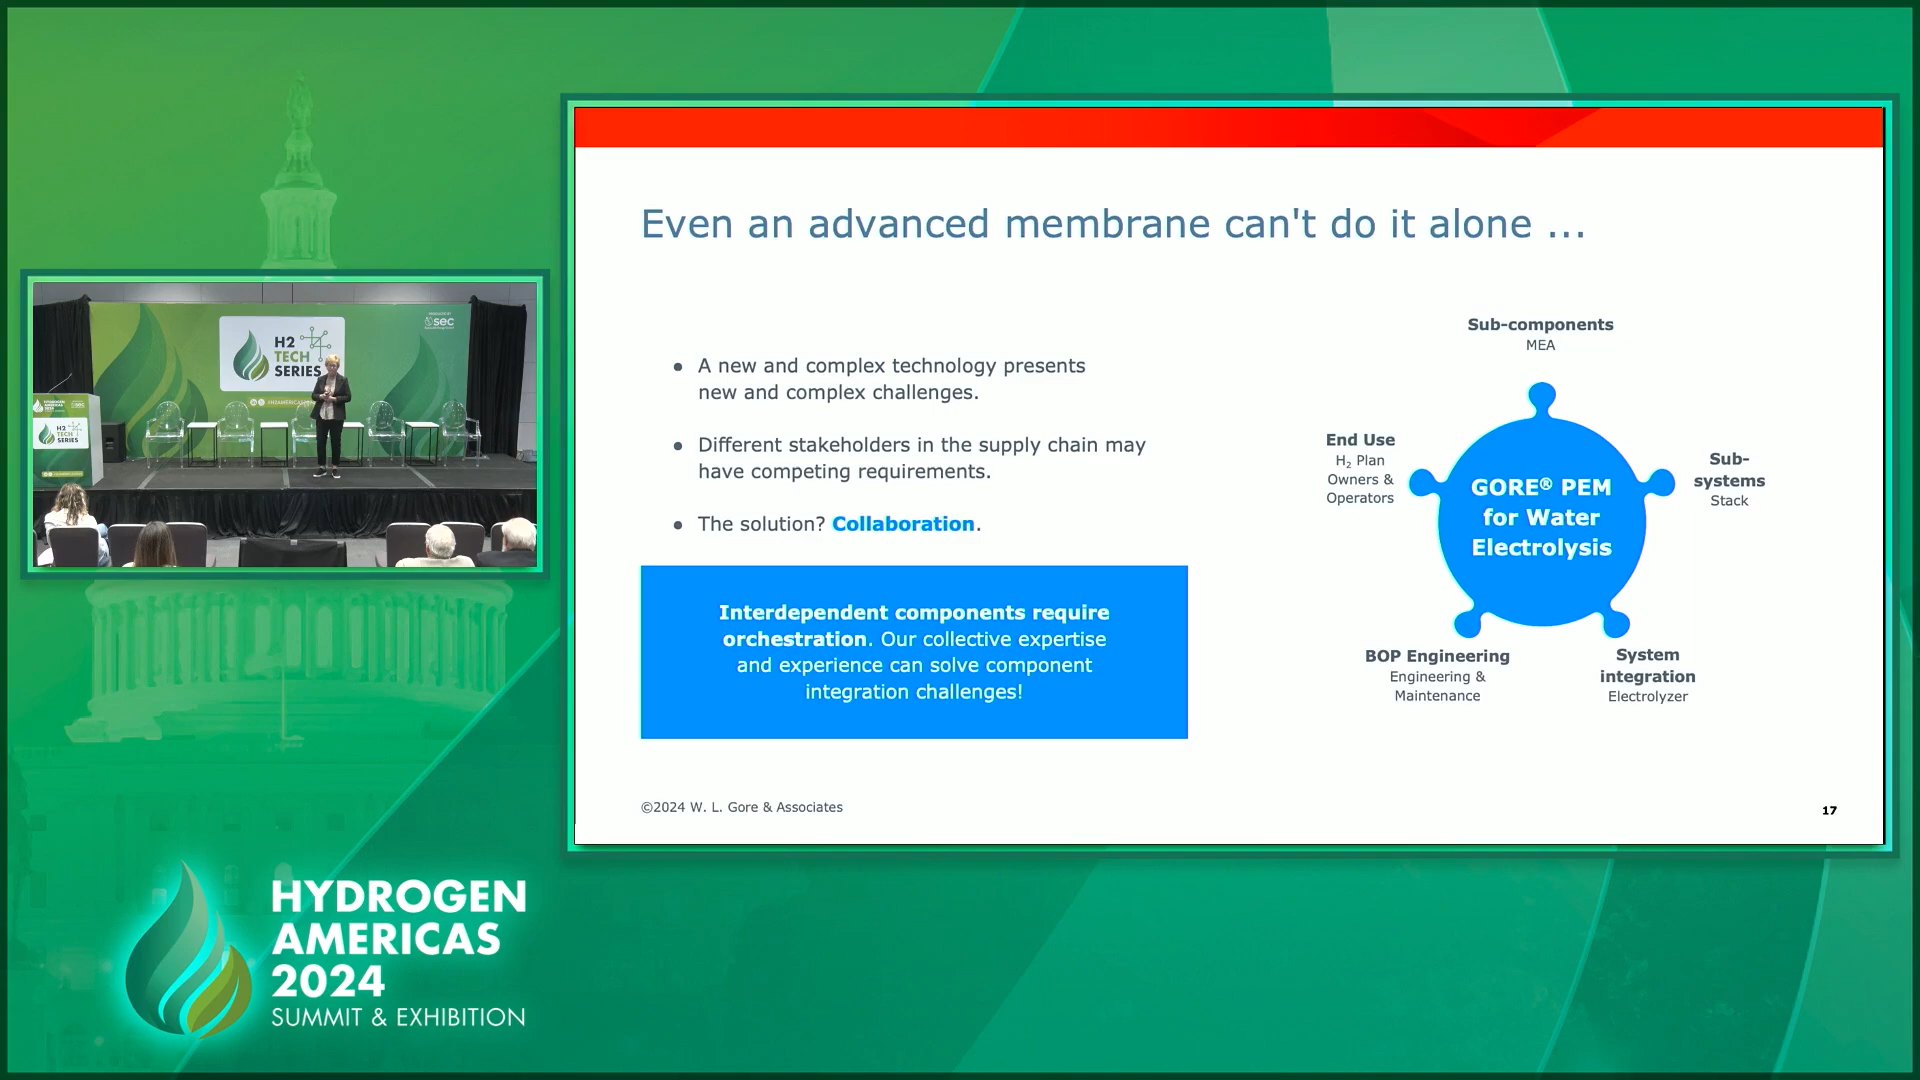 Even an advanced membrane can't do it alone ...
• A new and complex technology presents
new and complex challenges.
• Different stakeholders in the supply chain may
have competing requirements.
• The solution? Collaboration.
Interdependent components require
orchestration. Our collective expertise
and experience can solve component
integration challenges!
Sub-components
MEA
End Use
H₂ Plan
Owners &
Operators
Sub-
systems
Stack
GORE® PEM
for Water
Electrolysis
BOP Engineering
Engineering &
Maintenance
System
integration
Electrolyzer
©2024 W. L. Gore & Associates
17
H2
TECH
SERIES
sec
H2
TECH
SERIES
HYDROGEN
AMERICAS
2024
SUMMIT & EXHIBITION